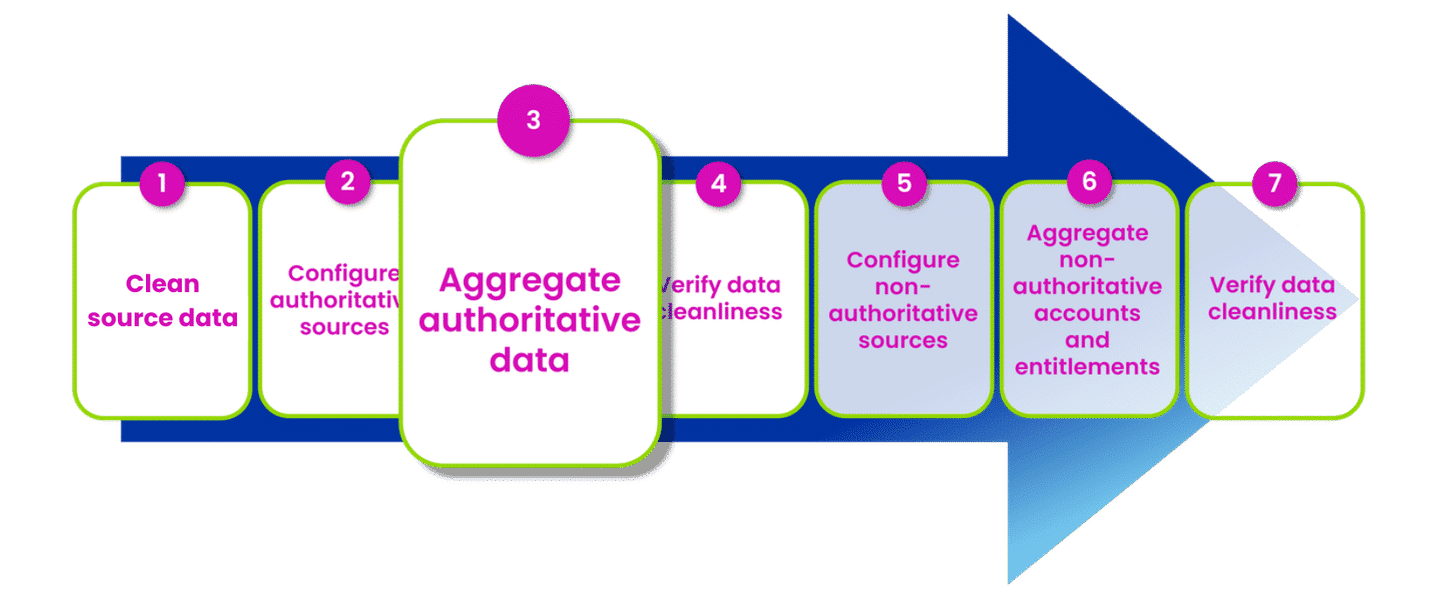 1
Clean
source data
2
Configure
authoritativ
sources
3
Aggregate
authoritative
data
4
Verify data
cleanliness
5
Configure
non-
authoritative
sources
6
Aggregate
non-
authoritative
accounts
and
entitlements
7
Verify data
cleanliness